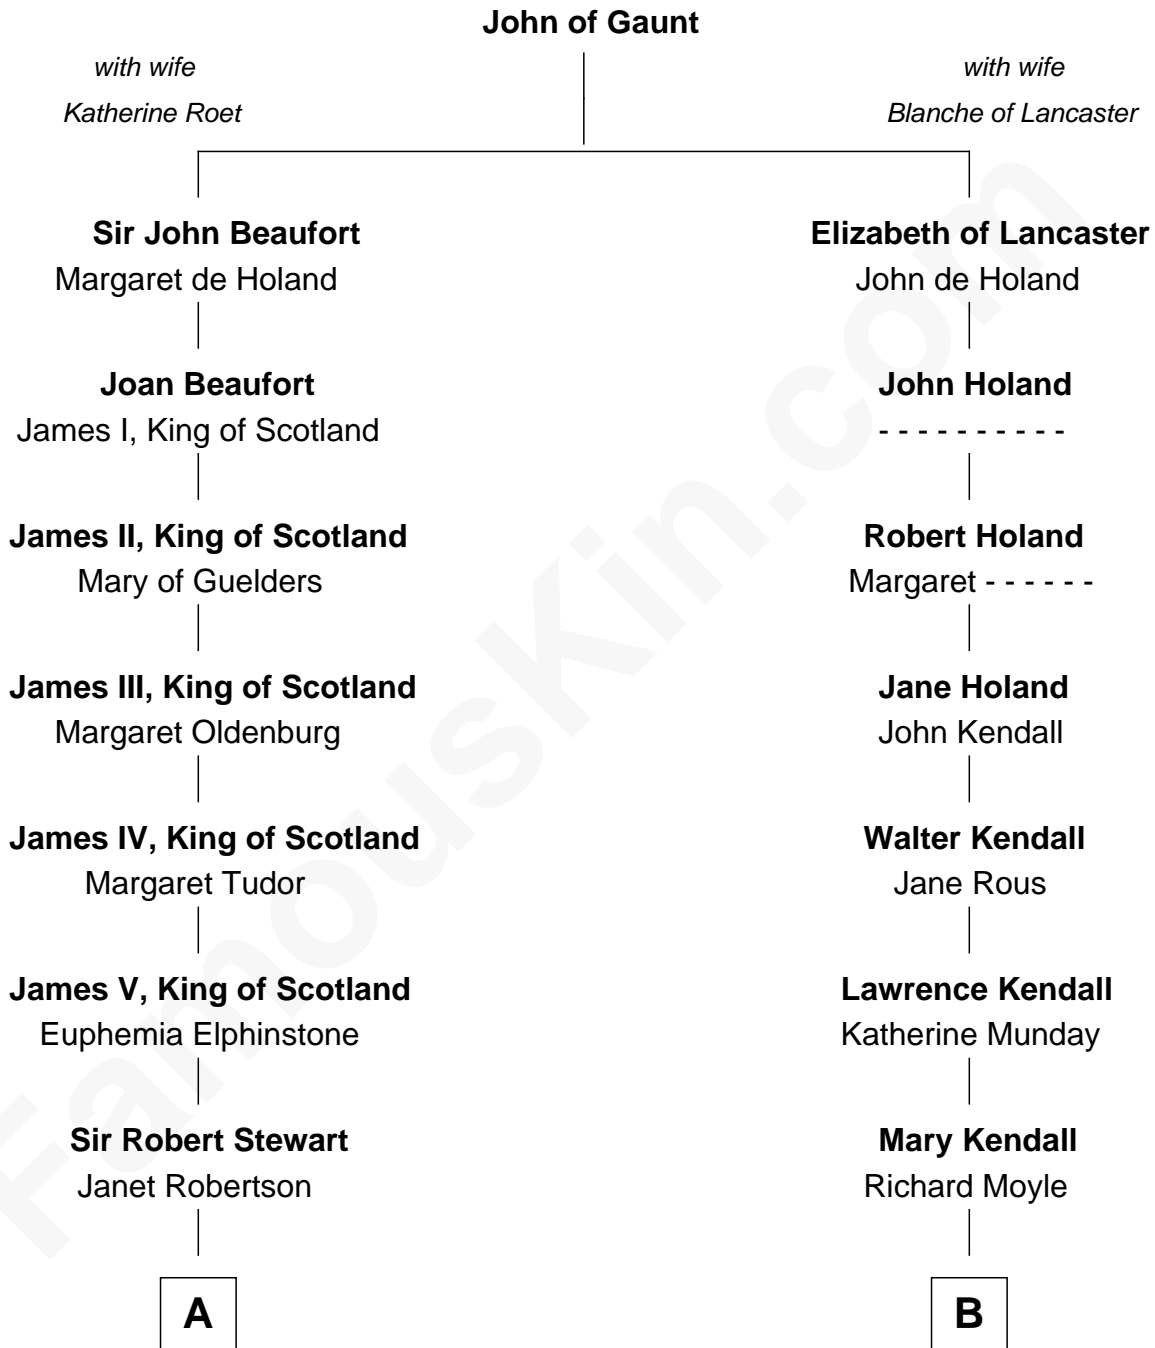 John of Gaunt
with wife
Katherine Roet
with wife
Blanche of Lancaster
Sir John Beaufort
Margaret de Holand
Elizabeth of Lancaster
John de Holand
Joan Beaufort
James I, King of Scotland
John Holand
- - - - - - - - - -
James II, King of Scotland
Mary of Guelders
Robert Holand
Margaret - - - - - -
James III, King of Scotland
Margaret Oldenburg
Jane Holand
John Kendall
James IV, King of Scotland
Margaret Tudor
Walter Kendall
Jane Rous
James V, King of Scotland
Euphemia Elphinstone
Lawrence Kendall
Katherine Munday
Sir Robert Stewart
Janet Robertson
Mary Kendall
Richard Moyle
A
B
FamousKin.com